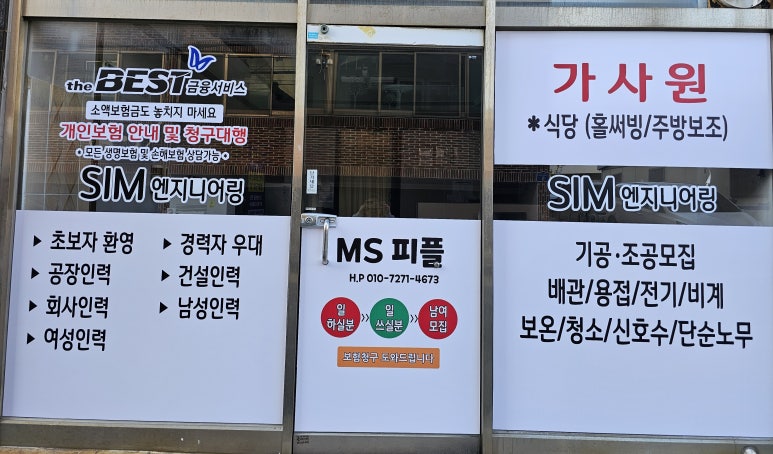 the BEST 금융서비스
소액보험금도 놓치지 마세요
개인보험 안내 및 청구대행
* 모든 생명보험 및 손해보험 상담가능 *
SIM 엔지니어링
▶ 초보자 환영
▶ 공장인력
▶ 회사인력
▶ 여성인력
▶ 경력자 우대
▶ 건설인력
▶ 남성인력
MS 피플
H.P 010-7271-4673
일
하실분
>>
일
쓰실분
>>
남여
모집
보험청구 도와드립니다
가사원
* 식당 (홀써빙/주방보조)
SIM 엔지니어링
기공·조공모집
배관/용접/전기/비계
보온/청소/신호수/단순노무